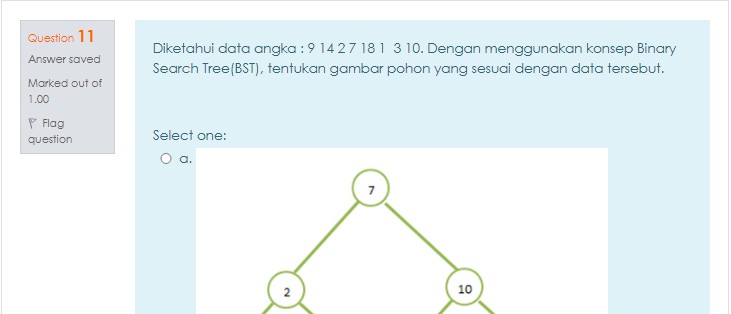 Question 11
Answer saved
Marked out of
1.00
Flag
question
Diketahui data angka : 9 14 2 7 18 1  3 10. Dengan menggunakan konsep Binary
Search Tree(BST), tentukan gambar pohon yang sesuai dengan data tersebut.
Select one:
a.
7
2
10